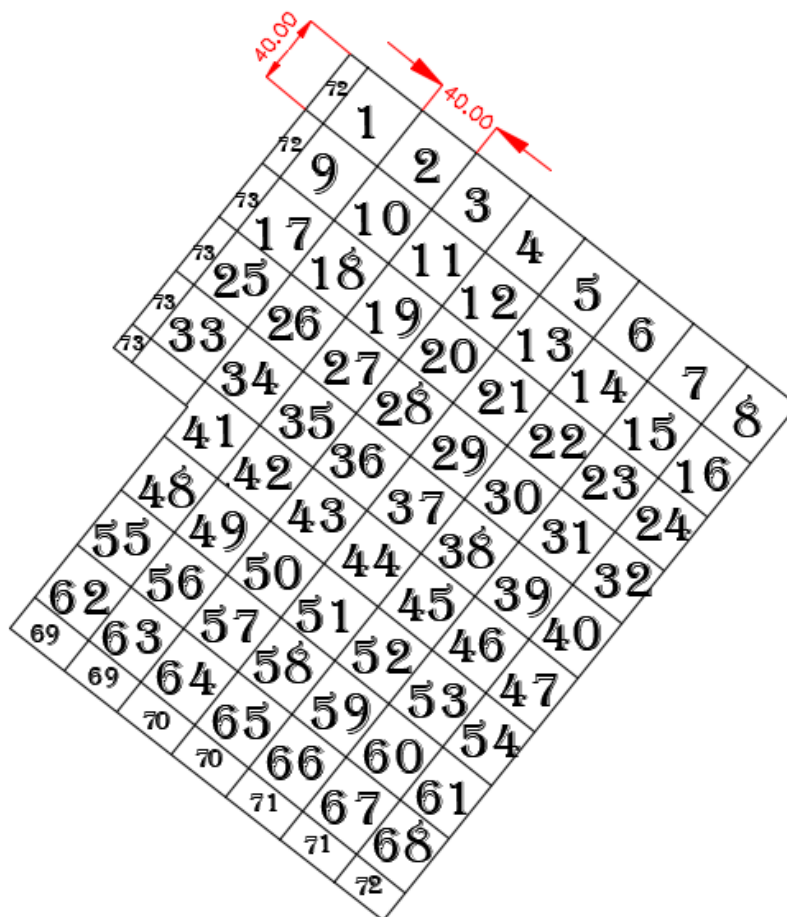 40.00
40.00
72 1 2 3 4 5 6 7 8
72 9 10 11 12 13 14 15 16
73 17 18 19 20 21 22 23 24
73 25 26 27 28 29 30 31 32
73 33 34 35 36 37 38 39 40
73 41 42 43 44 45 46 47
48 49 50 51 52 53 54
55 56 57 58 59 60 61
62 63 64 65 66 67 68
69 69 70 70 71 71 72